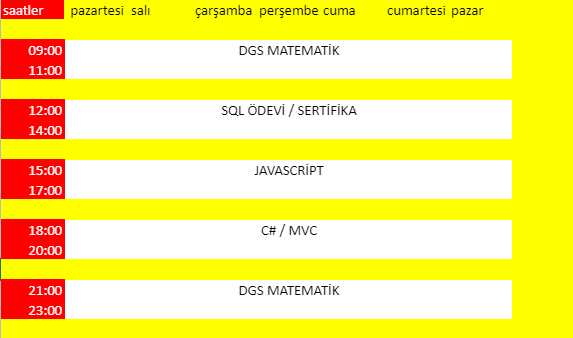 saatler pazartesi salı çarşamba perşembe cuma cumartesi pazar
09:00 DGS MATEMATİK
11:00
12:00 SQL ÖDEVİ / SERTİFİKA
14:00
15:00 JAVASCRİPT
17:00
18:00 C# / MVC
20:00
21:00 DGS MATEMATİK
23:00